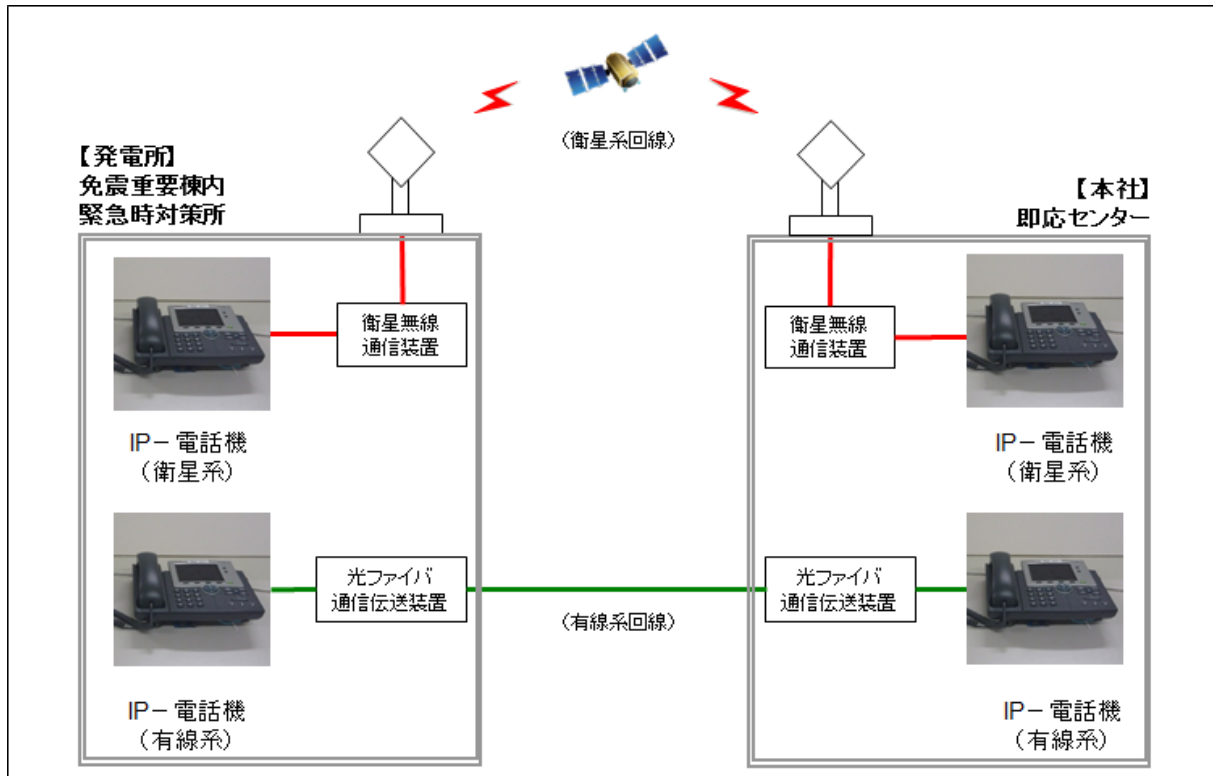 （衛星系回線）
【発電所】
免震重要棟内
緊急時対策所
【本社】
即応センター
衛星無線
通信装置
IP－電話機
（衛星系）
衛星無線
通信装置
IP－電話機
（衛星系）
光ファイバ
通信伝送装置
（有線系回線）
光ファイバ
通信伝送装置
IP－電話機
（有線系）
IP－電話機
（有線系）